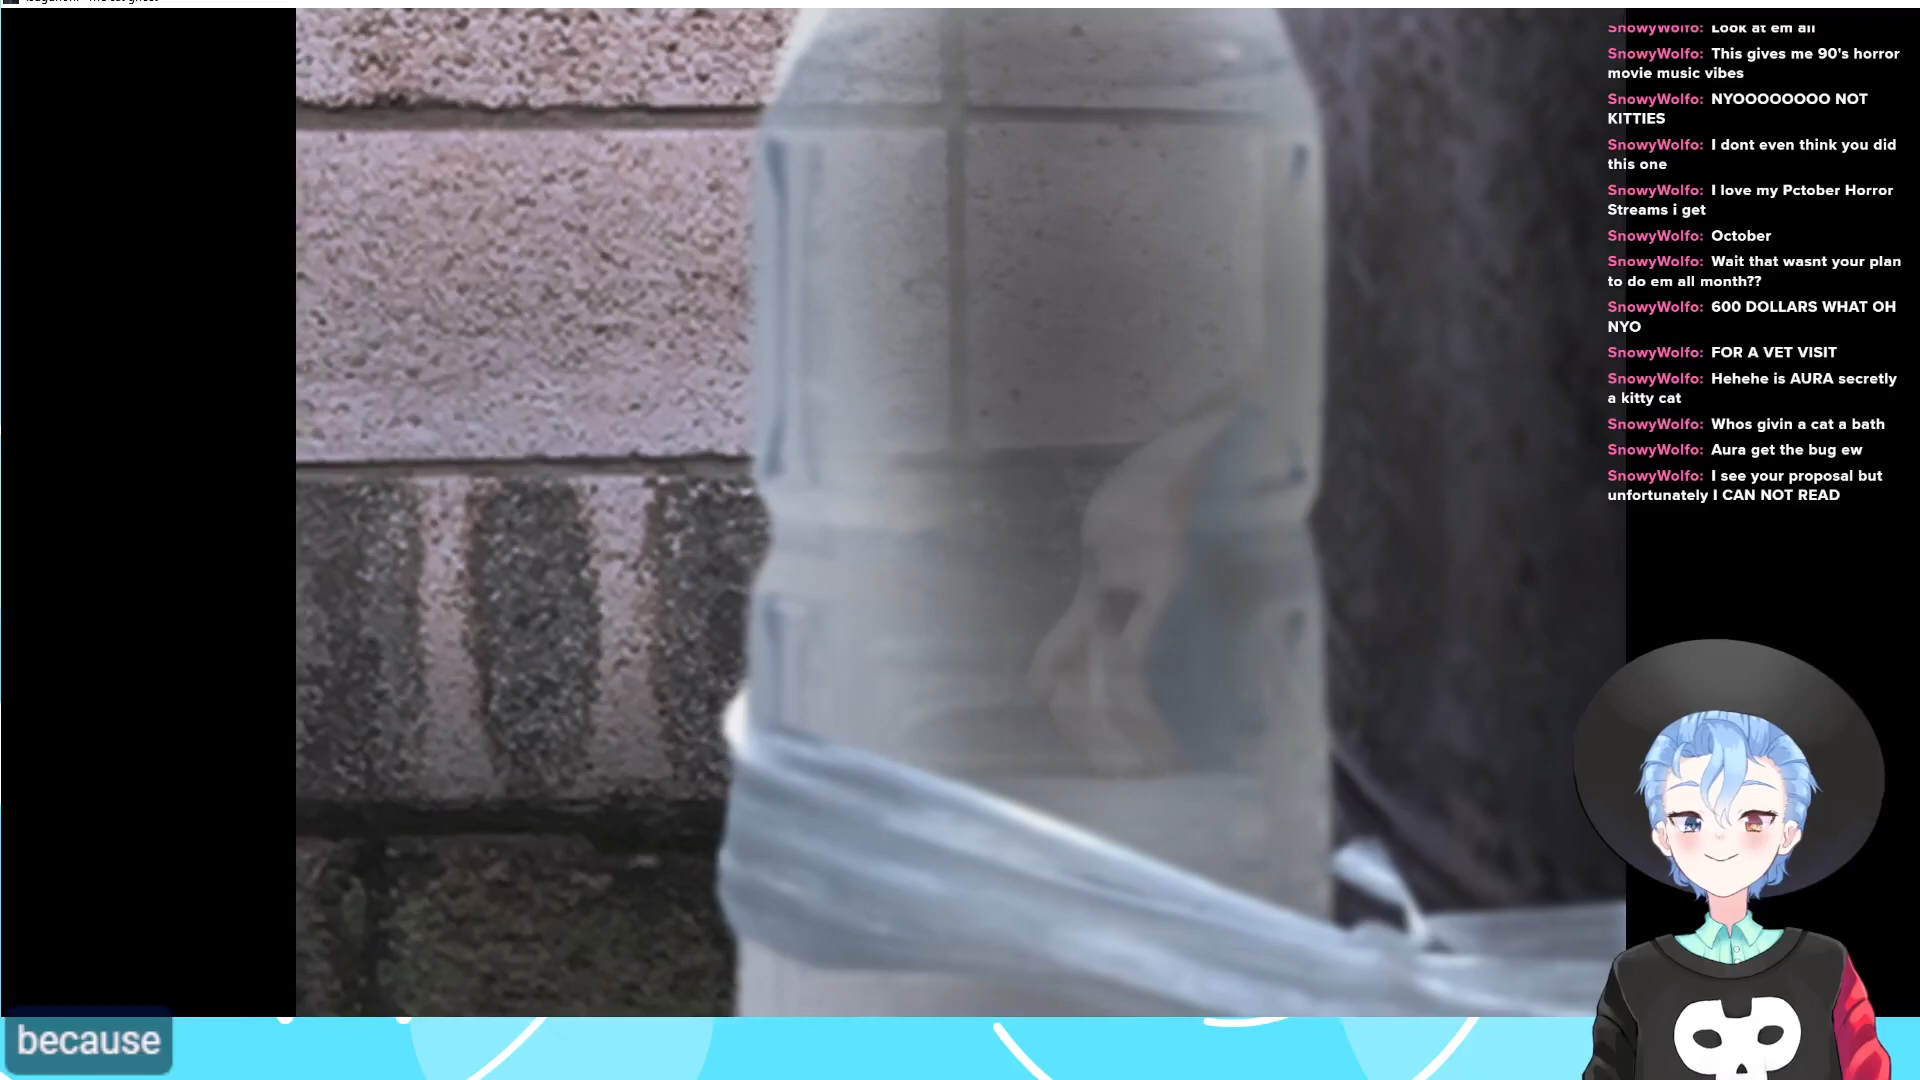 SnowyWolfo: Look at em all
SnowyWolfo: This gives me 90's horror
movie music vibes
SnowyWolfo: NYOOOOOOOO NOT
KITTIES
SnowyWolfo: I dont even think you did
this one
SnowyWolfo: I love my Pctober Horror
Streams i get
SnowyWolfo: October
SnowyWolfo: Wait that wasnt your plan
to do em all month??
SnowyWolfo: 600 DOLLARS WHAT OH
NYO
SnowyWolfo: FOR A VET VISIT
SnowyWolfo: Hehehe is AURA secretly
a kitty cat
SnowyWolfo: Whos givin a cat a bath
SnowyWolfo: Aura get the bug ew
SnowyWolfo: I see your proposal but
unfortunately I CAN NOT READ
because